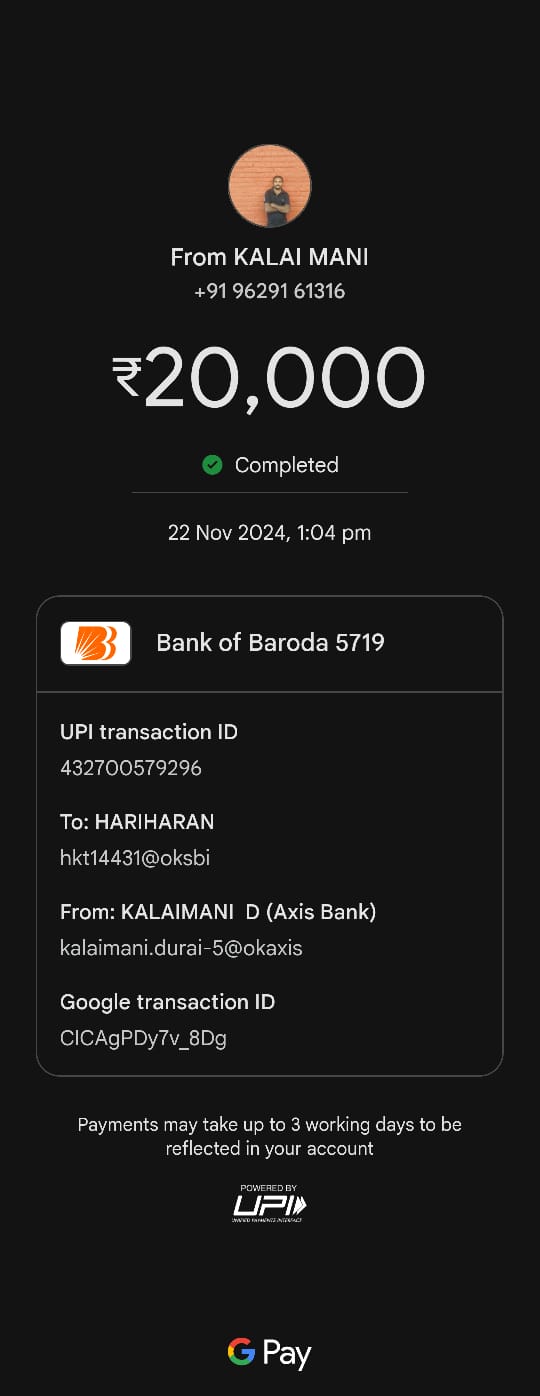 From KALAI MANI
+91 96291 61316
₹20,000
Completed
22 Nov 2024, 1:04 pm
Bank of Baroda 5719
UPI transaction ID
432700579296
To: HARIHARAN
hkt14431@oksbi
From: KALAIMANI  D (Axis Bank)
kalaimani.durai-5@okaxis
Google transaction ID
CICAgPDy7v_8Dg
Payments may take up to 3 working days to be
reflected in your account
POWERED BY
UPI
UNIFIED PAYMENTS INTERFACE
G Pay